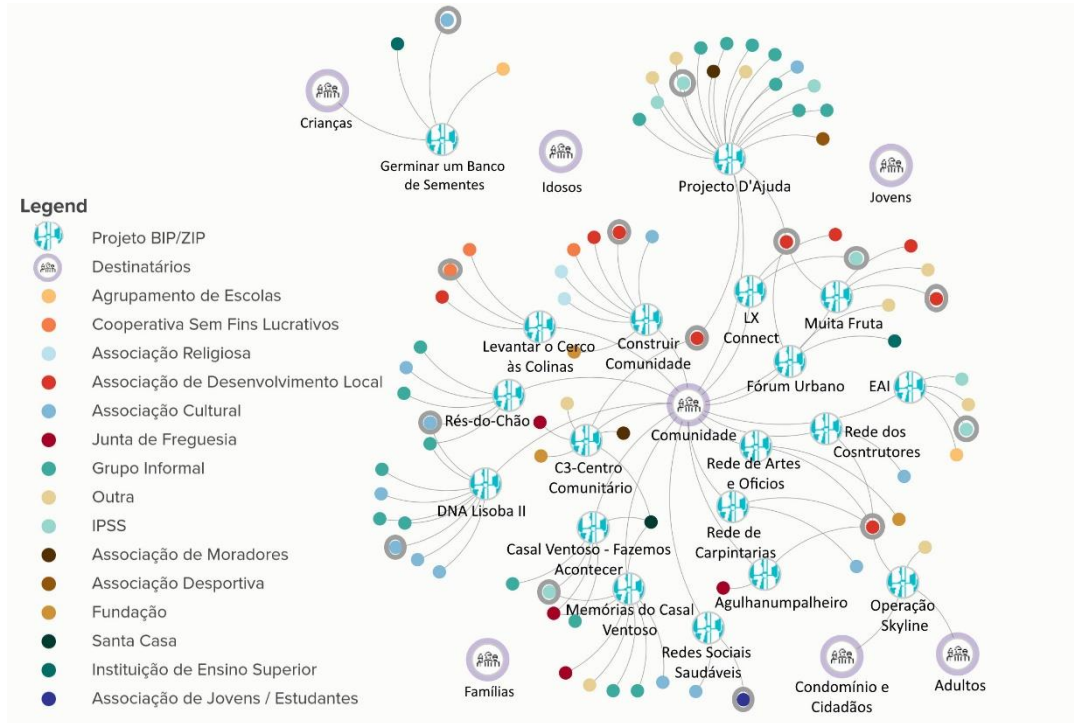 Crianças
Germinar um Banco
de Sementes
Idosos
Projecto D'Ajuda
Jovens
Legend
Projeto BIP/ZIP
Destinatários
Agrupamento de Escolas
Cooperativa Sem Fins Lucrativos
Associação Religiosa
Associação de Desenvolvimento Local
Associação Cultural
Junta de Freguesia
Grupo Informal
Outra
IPSS
Associação de Moradores
Associação Desportiva
Fundação
Santa Casa
Instituição de Ensino Superior
Associação de Jovens / Estudantes
Levantar o Cerco
às Colinas
Construir
Comunidade
LX
Connect
Muita Fruta
Fórum Urbano
EAI
Rés-do-Chão
Comunidade
Rede dos
Cosntrutores
Rede de Artes
e Oficios
C3-Centro
Comunitário
DNA Lisoba II
Casal Ventoso - Fazemos
Acontecer
Rede de
Carpintarias
Memórias do Casal
Ventoso
Agulhanumpalheiro
Operação
Skyline
Redes Sociais
Saudáveis
Famílias
Condomínio e
Cidadãos
Adultos